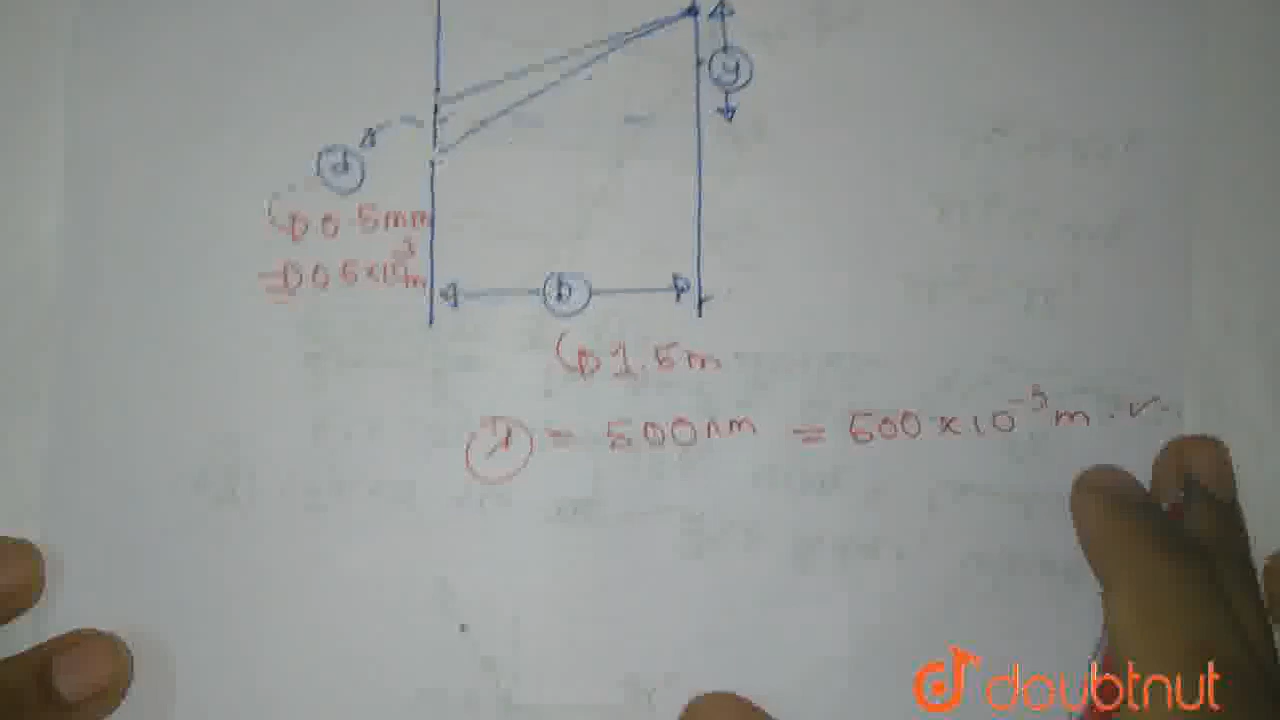 y
d
0.5mm
= 0.5×10⁻³m
D
1.5m
λ = 500nm = 500×10⁻⁹m
doubtnut